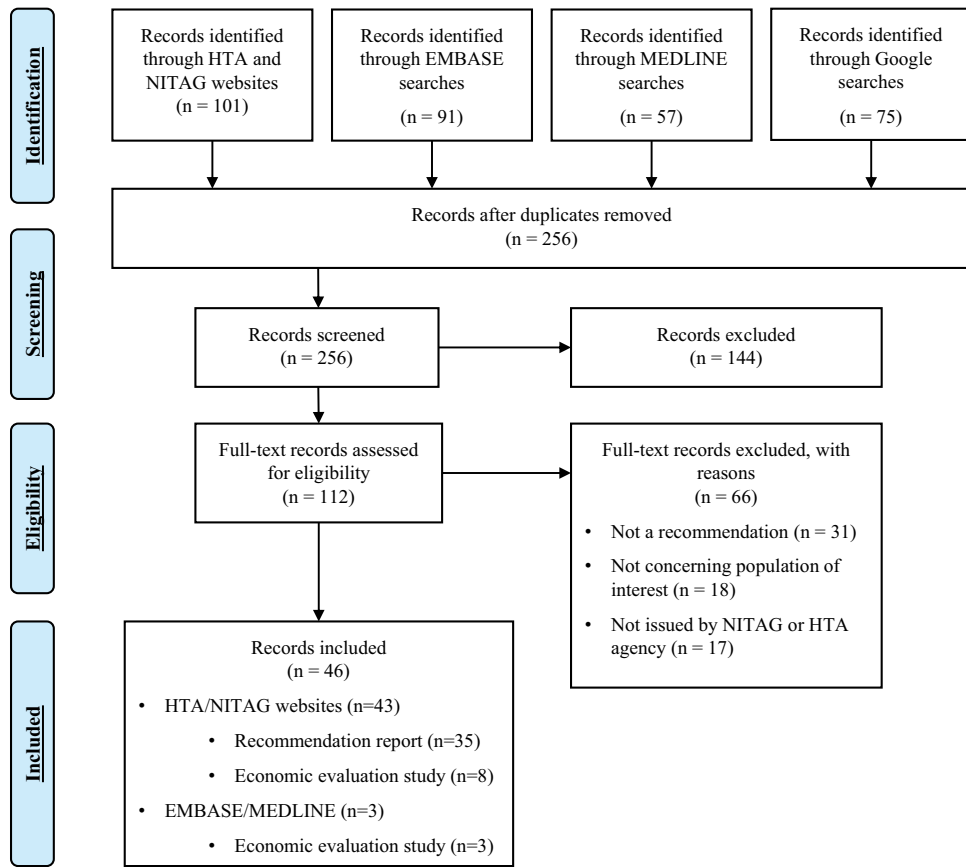 Identification
Records identified
through HTA and
NITAG websites
(n = 101)
Records identified
through EMBASE
searches
(n = 91)
Records identified
through MEDLINE
searches
(n = 57)
Records identified
through Google
searches
(n = 75)
Records after duplicates removed
(n = 256)
Screening
Records screened
(n = 256)
Records excluded
(n = 144)
Eligibility
Full-text records assessed
for eligibility
(n = 112)
Full-text records excluded, with
reasons
(n = 66)
• Not a recommendation (n = 31)
• Not concerning population of
interest (n = 18)
• Not issued by NITAG or HTA
agency (n = 17)
Included
Records included
(n = 46)
• HTA/NITAG websites (n=43)
• Recommendation report (n=35)
• Economic evaluation study (n=8)
• EMBASE/MEDLINE (n=3)
• Economic evaluation study (n=3)